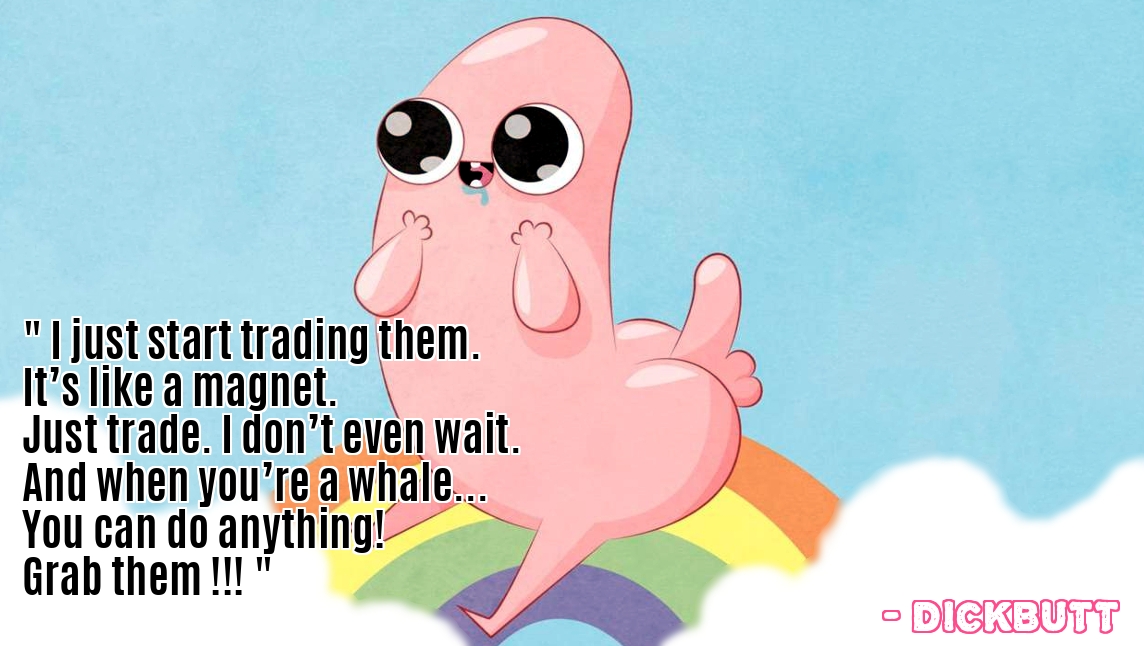 " I just start trading them.
It’s like a magnet.
Just trade. I don’t even wait.
And when you’re a whale...
You can do anything!
Grab them !!! "
- DICKBUTT